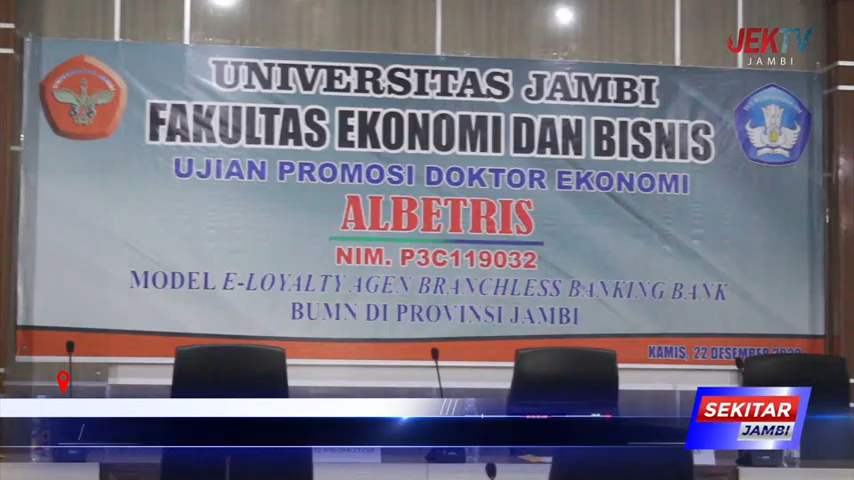 JEKTV
JAMBI
UNIVERSITAS JAMBI
FAKULTAS EKONOMI DAN BISNIS
UJIAN PROMOSI DOKTOR EKONOMI
ALBETRIS
NIM. P3C119032
MODEL E-LOYALTY AGEN BRANCHLESS BANKING BANK
BUMN DI PROVINSI JAMBI
KAMIS, 22 DESEMBER
SEKITAR
JAMBI
PROMOTOR